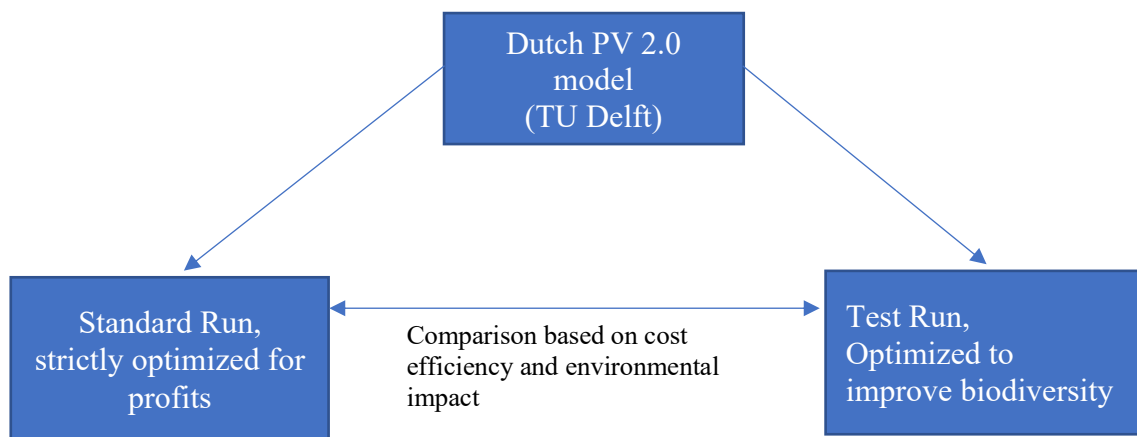 Dutch PV 2.0
model
(TU Delft)
Standard Run,
strictly optimized for
profits
Comparison based on cost
efficiency and environmental
impact
Test Run,
Optimized to
improve biodiversity